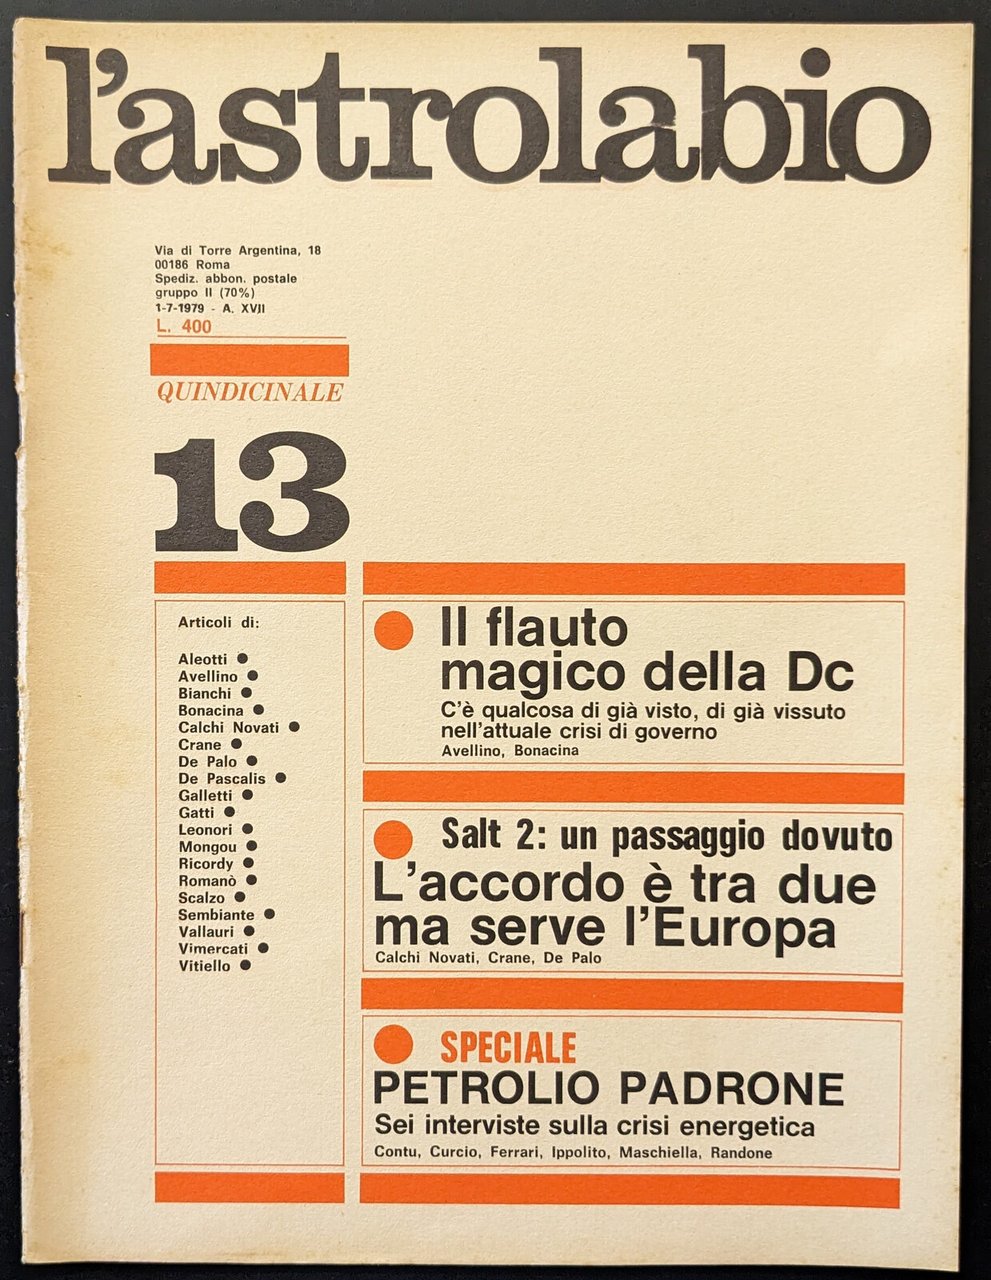 l'astrolabio
Via di Torre Argentina, 18
00186 Roma
Spediz. abbon. postale
gruppo II (70%)
1-7-1979 - A. XVII
L. 400
QUINDICINALE
13
Articoli di:
Aleotti ●
Avellino ●
Bianchi ●
Bonacina ●
Calchi Novati ●
Crane ●
De Palo ●
De Pascalis ●
Galletti ●
Gatti ●
Leonori ●
Mongou ●
Ricordy ●
Romanò ●
Scalzo ●
Sembiante ●
Vallauri ●
Vimercati ●
Vitiello ●
Il flauto
magico della Dc
C'è qualcosa di già visto, di già vissuto
nell'attuale crisi di governo
Avellino, Bonacina
Salt 2: un passaggio dovuto
L'accordo è tra due
ma serve l'Europa
Calchi Novati, Crane, De Palo
SPECIALE
PETROLIO PADRONE
Sei interviste sulla crisi energetica
Contu, Curcio, Ferrari, Ippolito, Maschiella, Randone